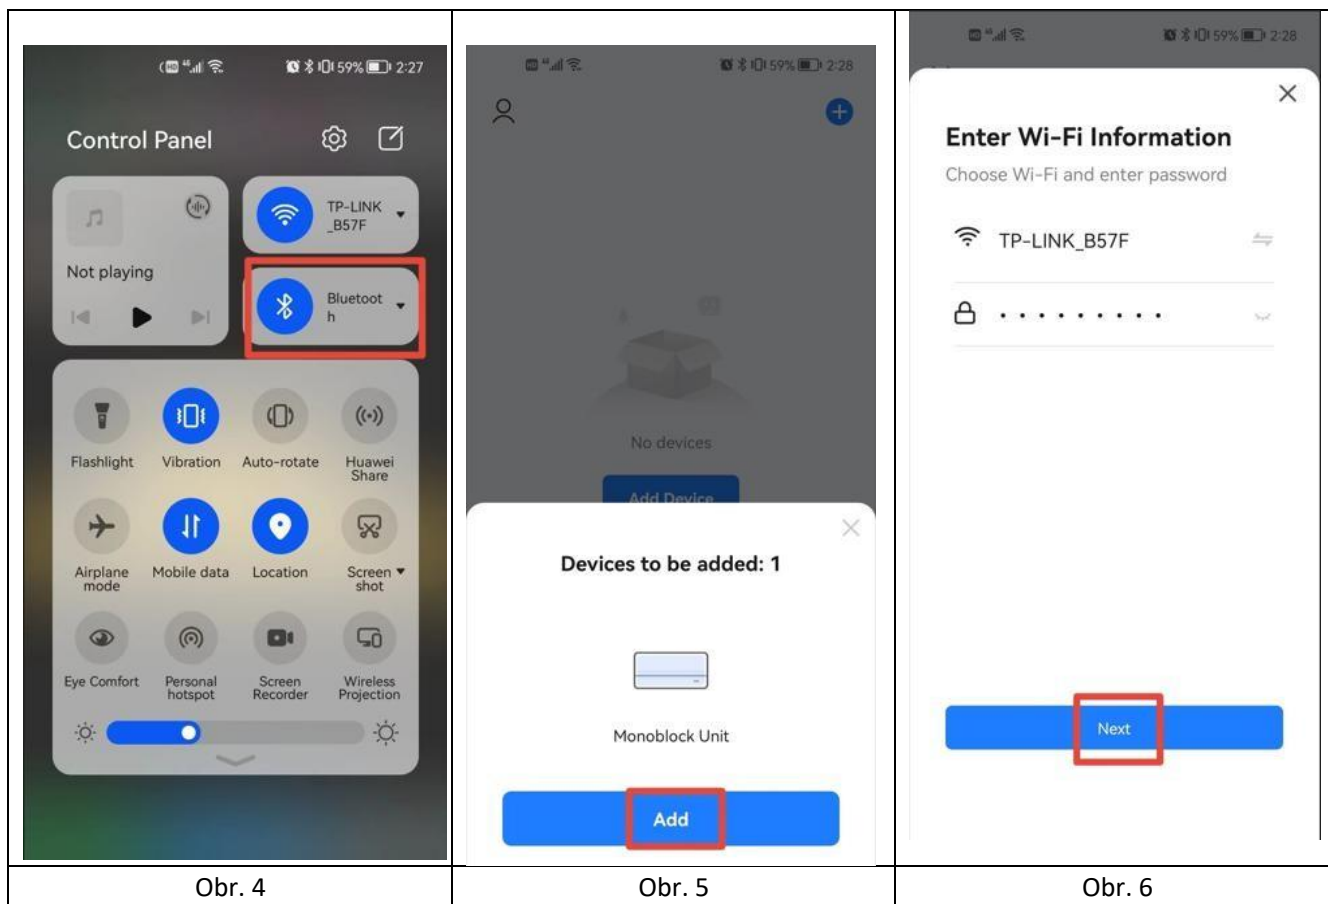 59% 2:27
Control Panel
TP-LINK
_B57F
Not playing
Bluetoot
h
Flashlight
Vibration
Auto-rotate
Huawei
Share
Airplane
mode
Mobile data
Location
Screen
shot
Eye Comfort
Personal
hotspot
Screen
Recorder
Wireless
Projection
Obr. 4
59% 2:28
No devices
Add Device
Devices to be added: 1
Monoblock Unit
Add
Obr. 5
59% 2:28
Enter Wi-Fi Information
Choose Wi-Fi and enter password
TP-LINK_B57F
Next
Obr. 6